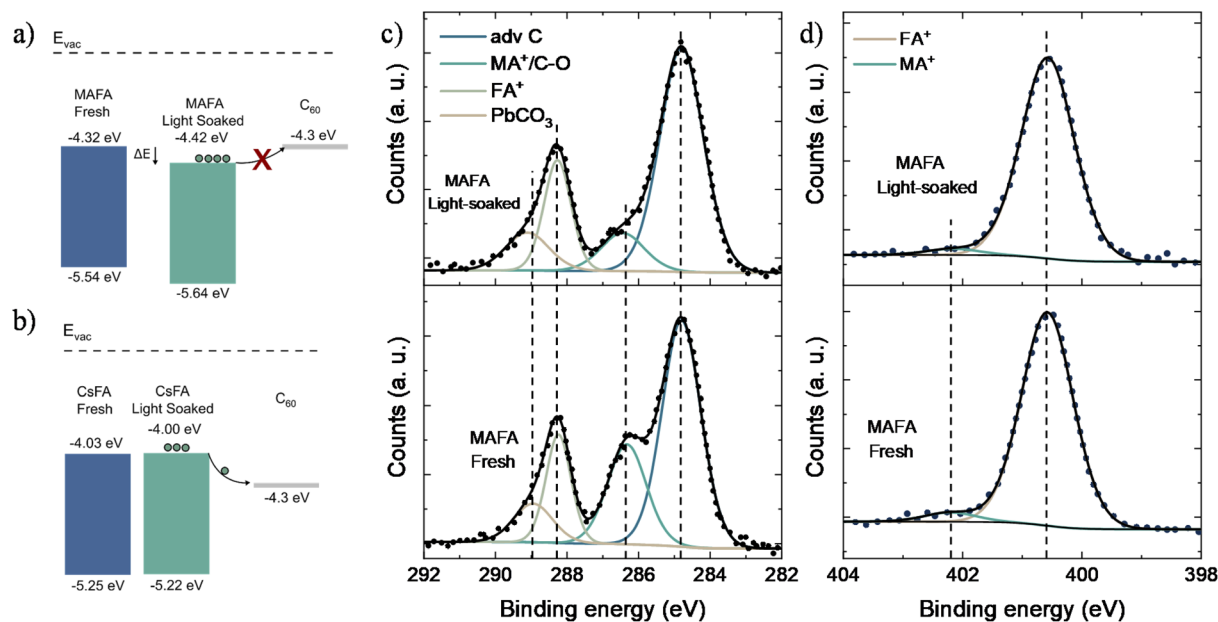 a)
E_vac
MAFA
Fresh
-4.32 eV
ΔE
-5.54 eV
MAFA
Light Soaked
-4.42 eV
X
-5.64 eV
C₆₀
-4.3 eV
b)
E_vac
CsFA
Fresh
-4.03 eV
-5.25 eV
CsFA
Light Soaked
-4.00 eV
-5.22 eV
C₆₀
-4.3 eV
c)
adv C
MA⁺/C-O
FA⁺
PbCO₃
MAFA
Light-soaked
Counts (a. u.)
MAFA
Fresh
Counts (a. u.)
292 290 288 286 284 282
Binding energy (eV)
d)
FA⁺
MA⁺
MAFA
Light-soaked
Counts (a. u.)
MAFA
Fresh
Counts (a. u.)
404 402 400 398
Binding energy (eV)